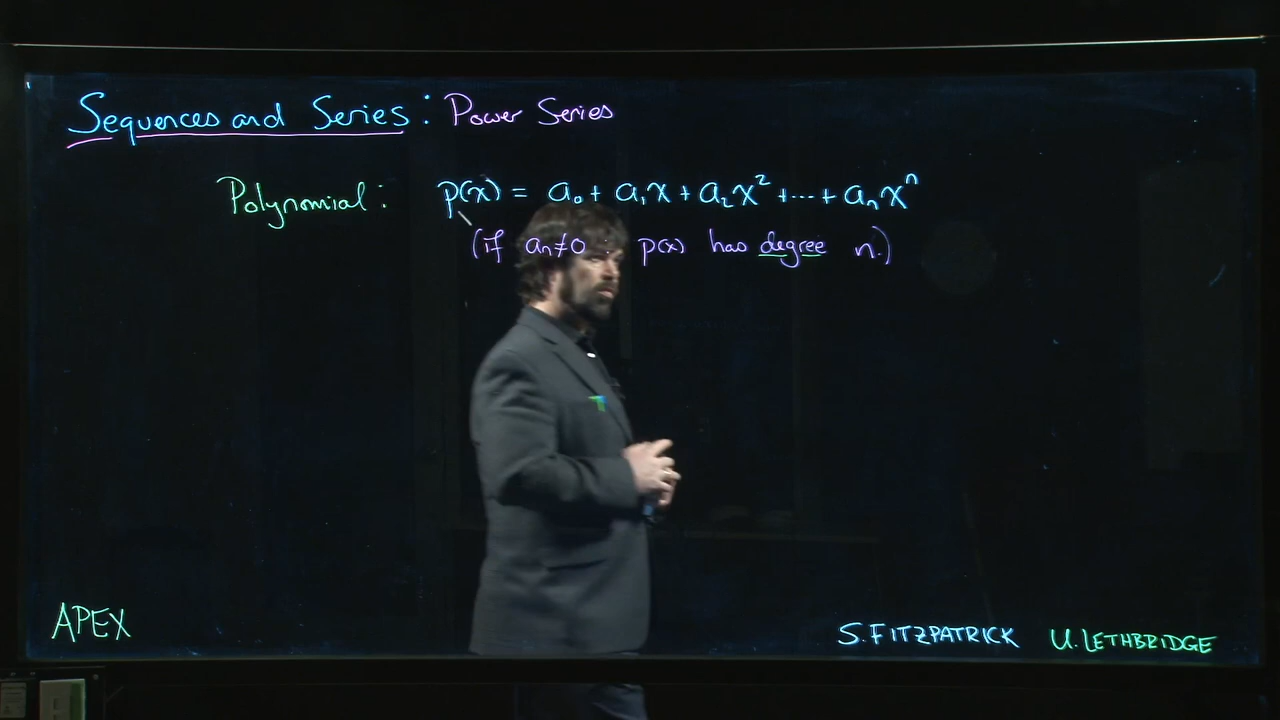 Sequences and Series: Power Series
Polynomial: p(x) = a₀ + a₁x + a₂x² + ... + aₙxⁿ
(if aₙ≠0 : p(x) has degree n.)
APEX
S. FITZPATRICK U. LETHBRIDGE